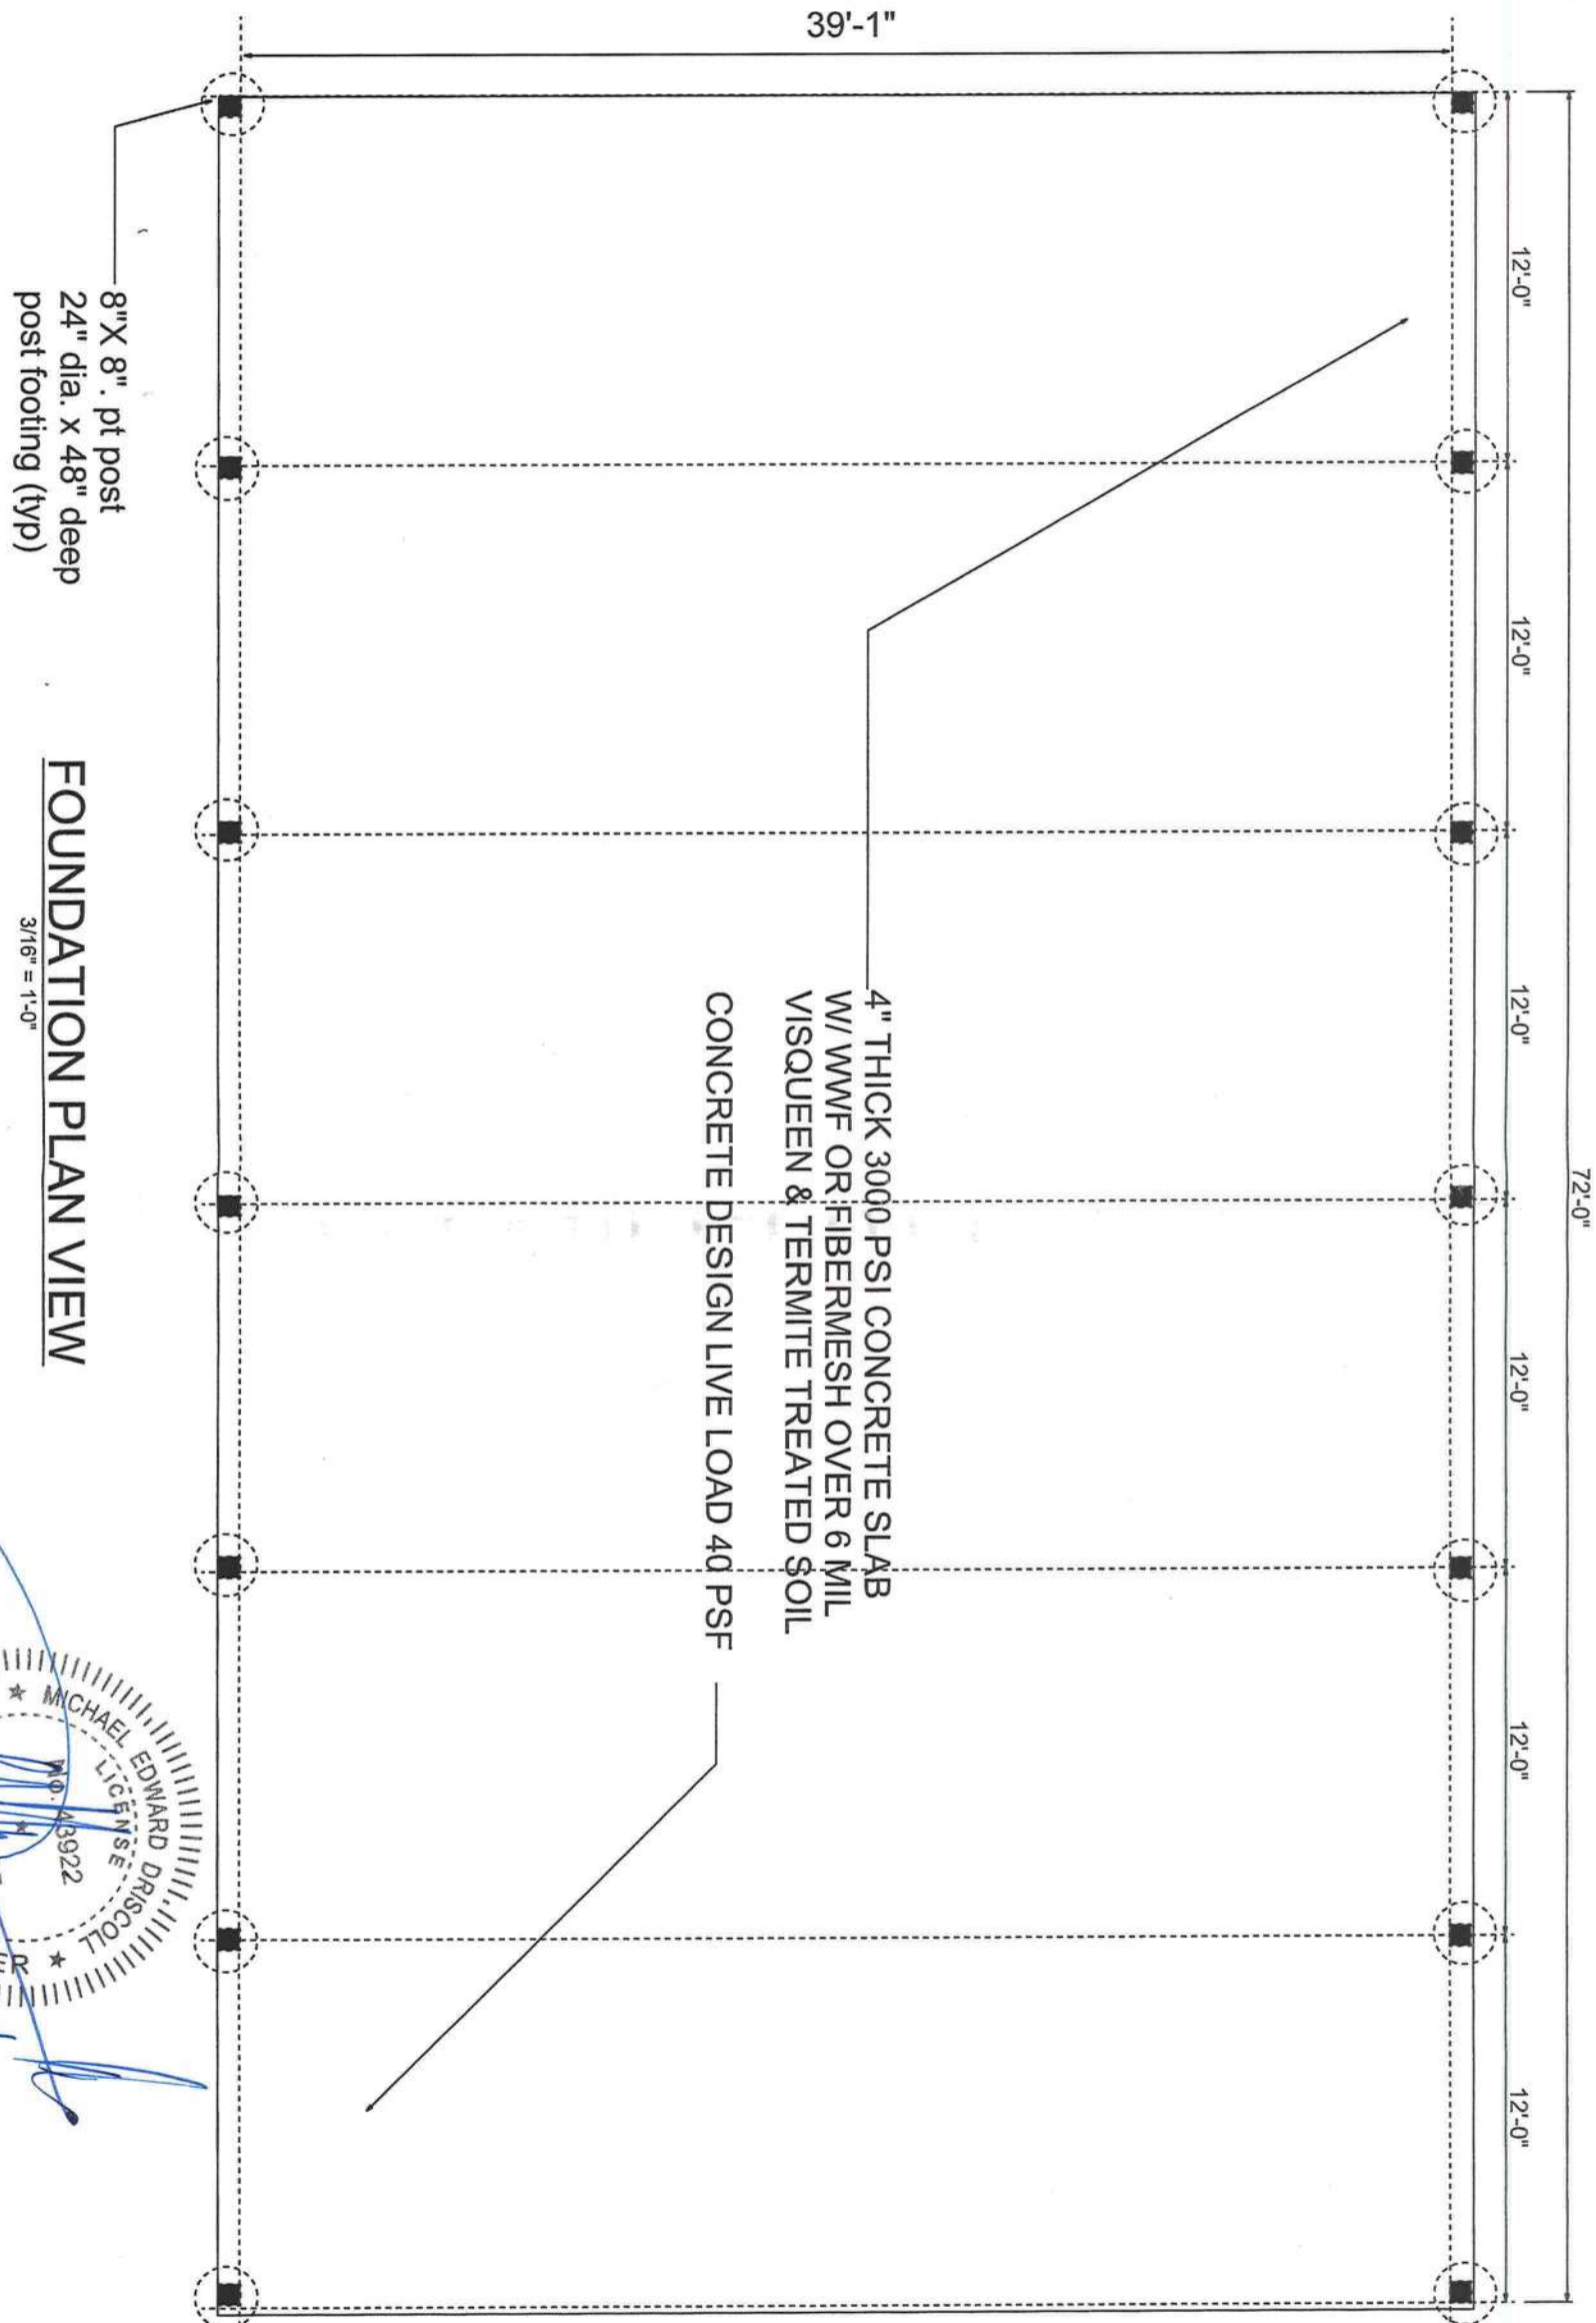 72'-0"
12'-0"
12'-0"
12'-0"
12'-0"
12'-0"
12'-0"
39'-1"
4" THICK 3000 PSI CONCRETE SLAB
W/ WWF OR FIBERMESH OVER 6 MIL
VISQUEEN & TERMITE TREATED SOIL
CONCRETE DESIGN LIVE LOAD 40 PSF
8"X 8". pt post
24" dia. x 48" deep
post footing (typ)
FOUNDATION PLAN VIEW
3/16" = 1'-0"
MICHAEL EDWARD DRISCOLL
LICENSE
No. 43922